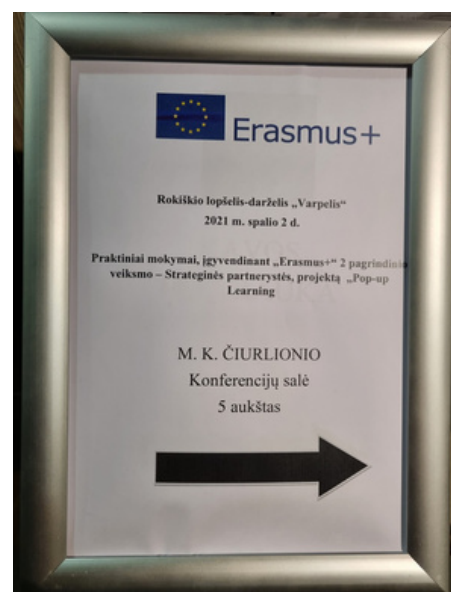 Erasmus+
Rokiškio lopšelis-darželis „Varpelis“
2021 m. spalio 2 d.
Praktiniai mokymai, įgyvendinant „Erasmus+“ 2 pagrindinio
veiksmo – Strateginės partnerystės, projektą „Pop-up
Learning
M. K. ČIURLIONIO
Konferencijų salė
5 aukštas